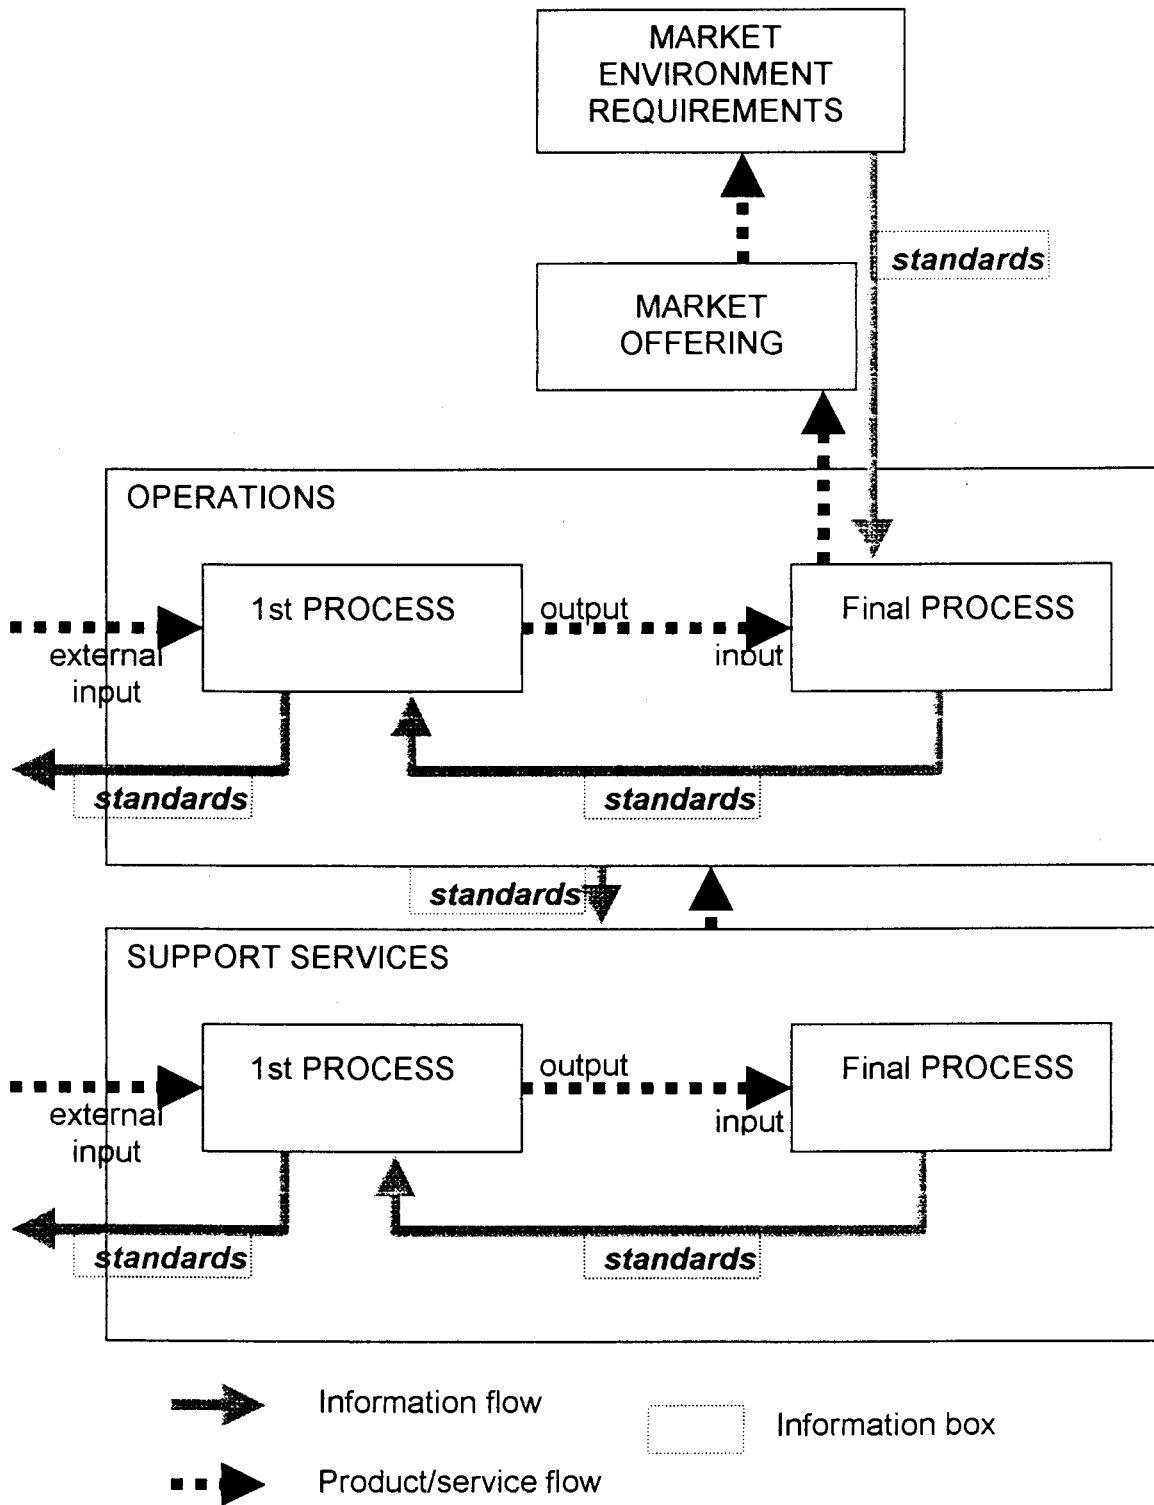 MARKET
ENVIRONMENT
REQUIREMENTS
standards
MARKET
OFFERING
OPERATIONS
1st PROCESS
output
Final PROCESS
external
input
input
standards
standards
standards
SUPPORT SERVICES
1st PROCESS
output
Final PROCESS
external
input
input
standards
standards
Information flow
Information box
Product/service flow